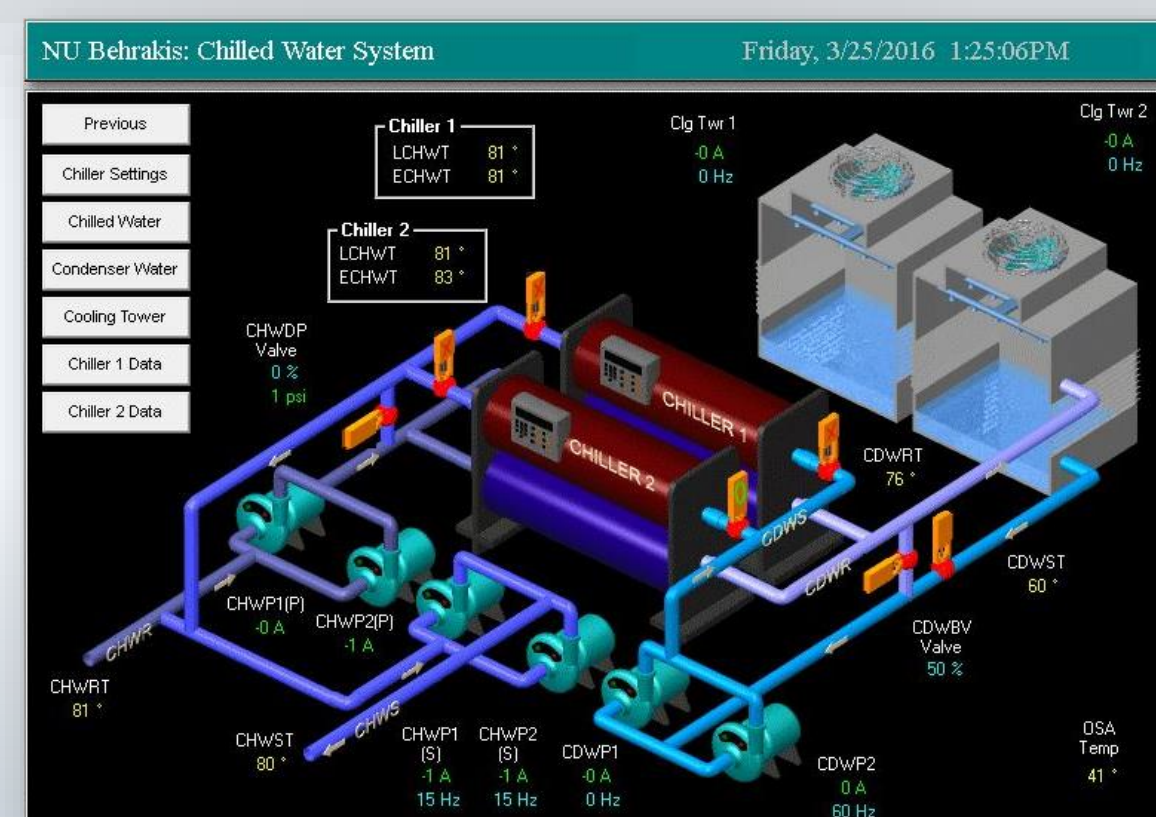 NU Behrakis: Chilled Water System
Friday, 3/25/2016 1:25:06PM
Previous
Chiller Settings
Chilled Water
Condenser Water
Cooling Tower
Chiller 1 Data
Chiller 2 Data
Chiller 1
LCHWT 81 °
ECHWT 81 °
Chiller 2
LCHWT 81 °
ECHWT 83 °
Clg Twr 1
-0 A
0 Hz
Clg Twr 2
-0 A
0 Hz
CHWDP
Valve
0 %
1 psi
CHILLER 1
CHILLER 2
CDWRT
76 °
CDWS
CDWR
CDWST
60 °
CDWBV
Valve
50 %
CHWP1(P)
-0 A
CHWP2(P)
-1 A
CHWR
CHWRT
81 °
CHWS
CHWST
80 °
CHWP1
(S)
-1 A
15 Hz
CHWP2
(S)
-1 A
15 Hz
CDWP1
-0 A
0 Hz
CDWP2
0 A
60 Hz
OSA
Temp
41 °